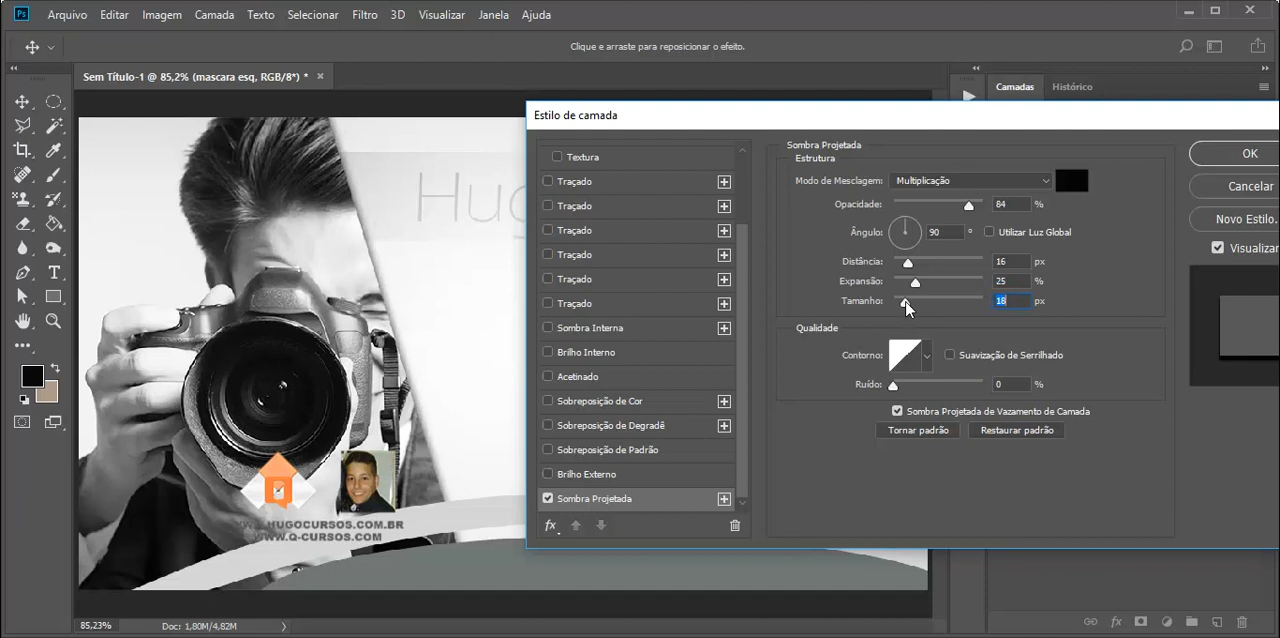 Ps Arquivo Editar Imagem Camada Texto Selecionar Filtro 3D Visualizar Janela Ajuda
Clique e arraste para reposicionar o efeito.
Sem Título-1 @ 85,2% (mascara esq, RGB/8*) *
Camadas Histórico
Hug
Estilo de camada
Textura
Traçado
Traçado
Traçado
Traçado
Traçado
Traçado
Sombra Interna
Brilho Interno
Acetinado
Sobreposição de Cor
Sobreposição de Degradê
Sobreposição de Padrão
Brilho Externo
Sombra Projetada
fx
Sombra Projetada
Estrutura
Modo de Mesclagem: Multiplicação
Opacidade: 84 %
Ângulo: 90 ° Utilizar Luz Global
Distância: 16 px
Expansão: 25 %
Tamanho: 18 px
Qualidade
Contorno: Suavização de Serrilhado
Ruído: 0 %
Sombra Projetada de Vazamento de Camada
Tornar padrão Restaurar padrão
OK
Cancelar
Novo Estilo.
Visualizar
WWW.HUGOCURSOS.COM.BR
WWW.Q-CURSOS.COM
85,23% Doc: 1,80M/4,82M
fx